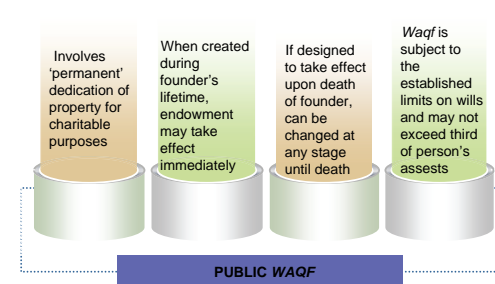 Involves
‘permanent’
dedication of
property for
charitable
purposes
When created
during
founder’s
lifetime,
endowment
may take
effect
immediately
If designed
to take effect
upon death
of founder,
can be
changed at
any stage
until death
Waqf is
subject to
the
established
limits on wills
and may not
exceed third
of person’s
assests
PUBLIC WAQF